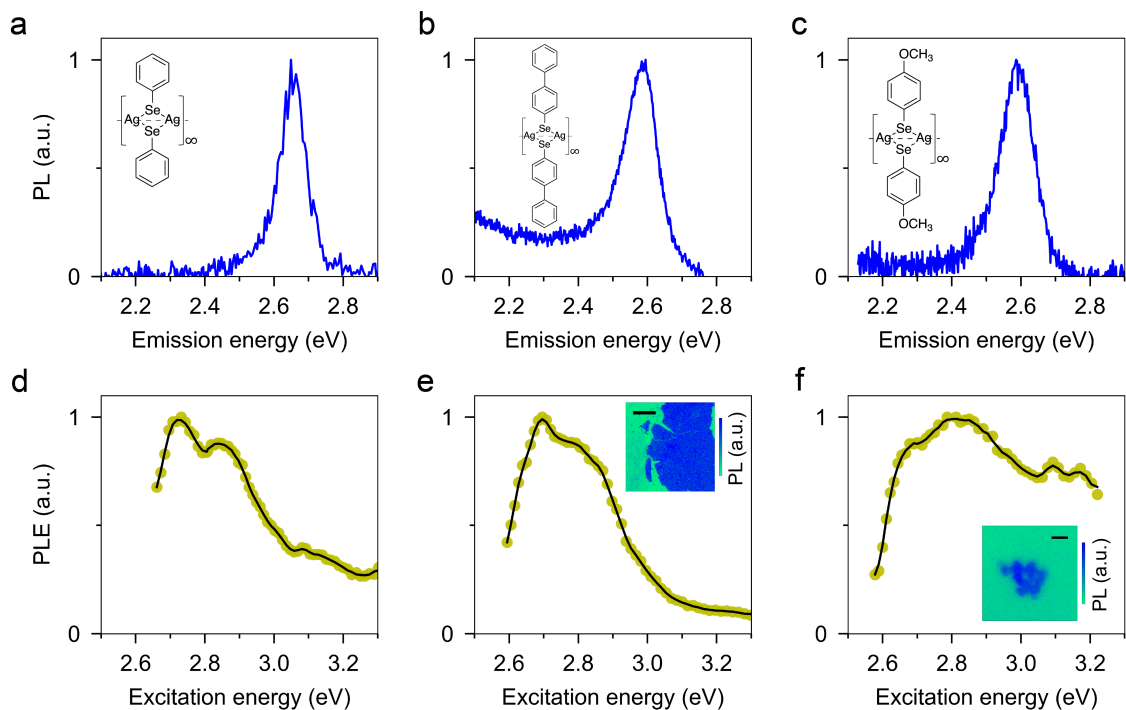 a
b
c
1
0
PL (a.u.)
Se
Ag Ag
Se
∞
2.2 2.4 2.6 2.8
Emission energy (eV)
1
0
Se
Ag Ag
Se
∞
2.2 2.4 2.6 2.8
Emission energy (eV)
1
0
OCH3
Se
Ag Ag
Se
∞
OCH3
2.2 2.4 2.6 2.8
Emission energy (eV)
d
e
f
1
0
PLE (a.u.)
2.6 2.8 3.0 3.2
Excitation energy (eV)
1
0
PL (a.u.)
2.6 2.8 3.0 3.2
Excitation energy (eV)
1
0
PL (a.u.)
2.6 2.8 3.0 3.2
Excitation energy (eV)